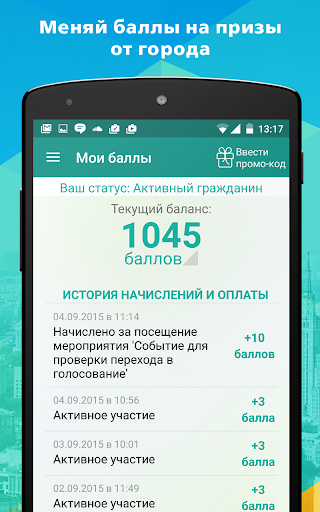 Меняй баллы на призы
от города
13:17
Мои баллы
Ввести
промо-код
Ваш статус: Активный гражданин
Текущий баланс:
1045
баллов
ИСТОРИЯ НАЧИСЛЕНИЙ И ОПЛАТЫ
04.09.2015 в 11:14
Начислено за посещение
мероприятия 'Событие для
проверки перехода в
голосование'
+10
баллов
04.09.2015 в 10:56
Активное участие
+3
балла
03.09.2015 в 10:01
Активное участие
+3
балла
02.09.2015 в 11:49
Активное участие
+3
балла